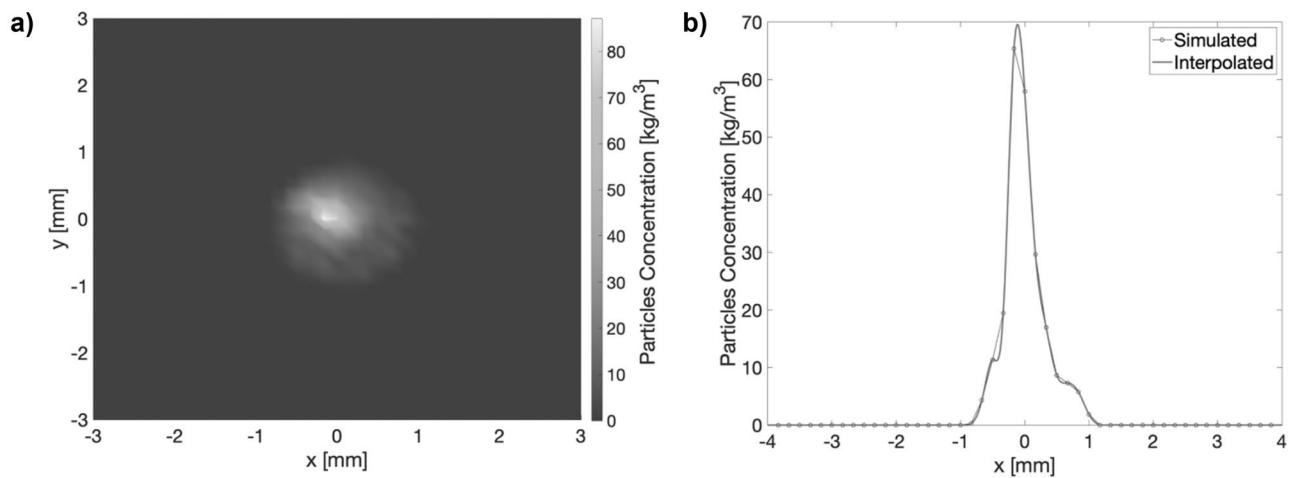 a)
3
2
1
0
-1
-2
-3
y [mm]
-3 -2 -1 0 1 2 3
x [mm]
80
70
60
50
40
30
20
10
0
Particles Concentration [kg/m³]
b)
70
60
50
40
30
20
10
0
Particles Concentration [kg/m³]
Simulated
Interpolated
-4 -3 -2 -1 0 1 2 3 4
x [mm]